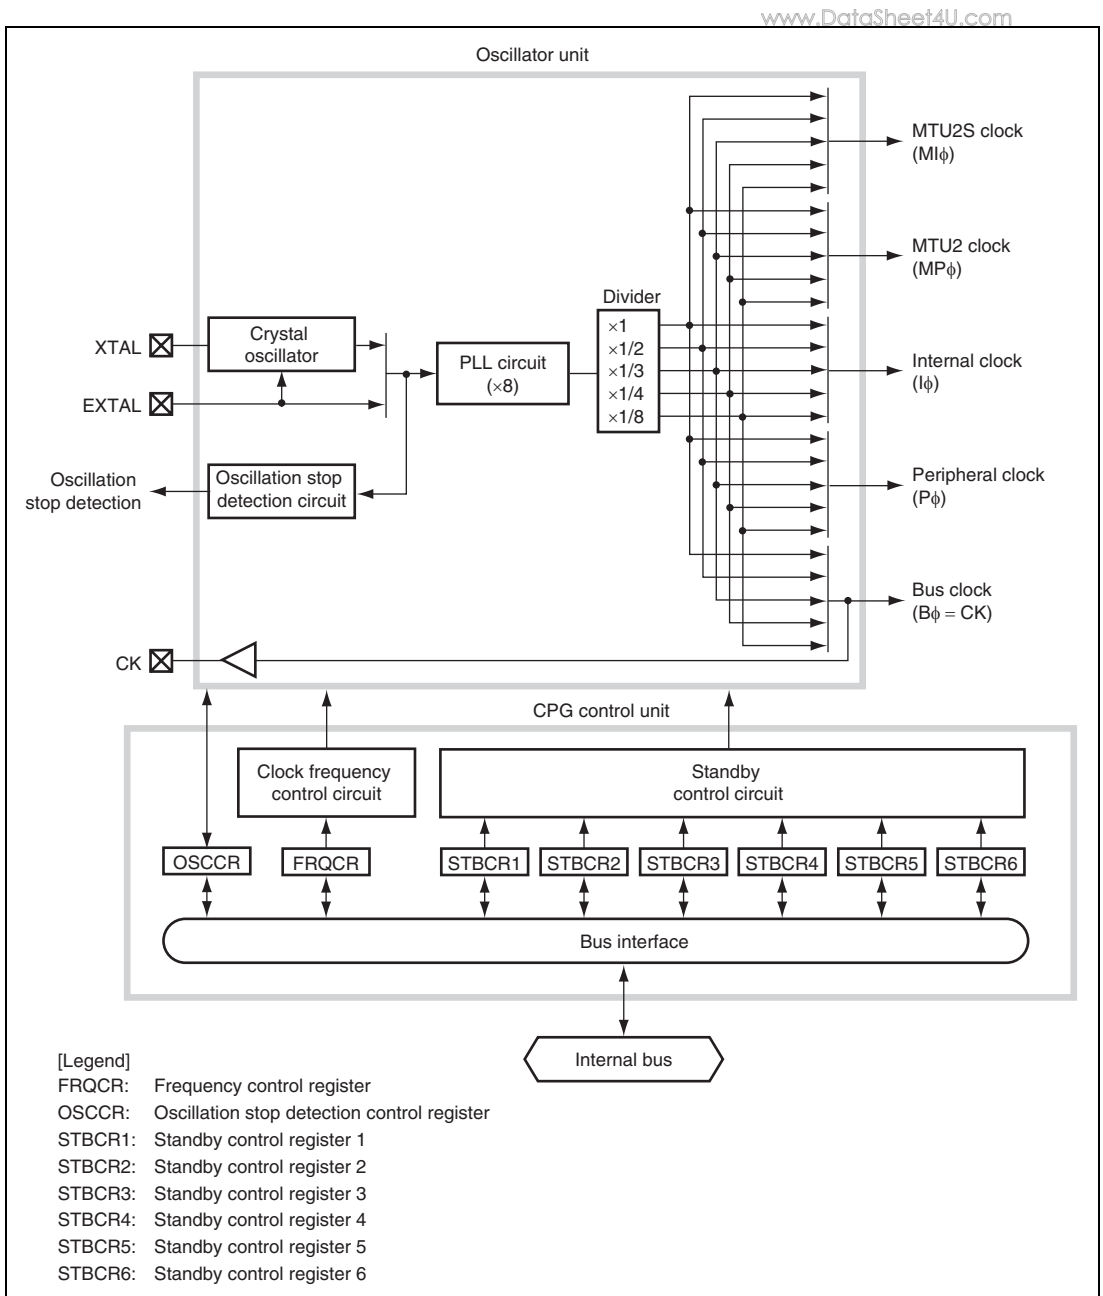 www.DataSheet4U.com
Oscillator unit
MTU2S clock
(MIϕ)
MTU2 clock
(MPϕ)
Divider
×1
×1/2
×1/3
×1/4
×1/8
XTAL
Crystal
oscillator
EXTAL
PLL circuit
(×8)
Internal clock
(Iϕ)
Oscillation
stop detection
Oscillation stop
detection circuit
Peripheral clock
(Pϕ)
Bus clock
(Bϕ = CK)
CK
CPG control unit
Clock frequency
control circuit
Standby
control circuit
OSCCR
FRQCR
STBCR1
STBCR2
STBCR3
STBCR4
STBCR5
STBCR6
Bus interface
Internal bus
[Legend]
FRQCR: Frequency control register
OSCCR: Oscillation stop detection control register
STBCR1: Standby control register 1
STBCR2: Standby control register 2
STBCR3: Standby control register 3
STBCR4: Standby control register 4
STBCR5: Standby control register 5
STBCR6: Standby control register 6